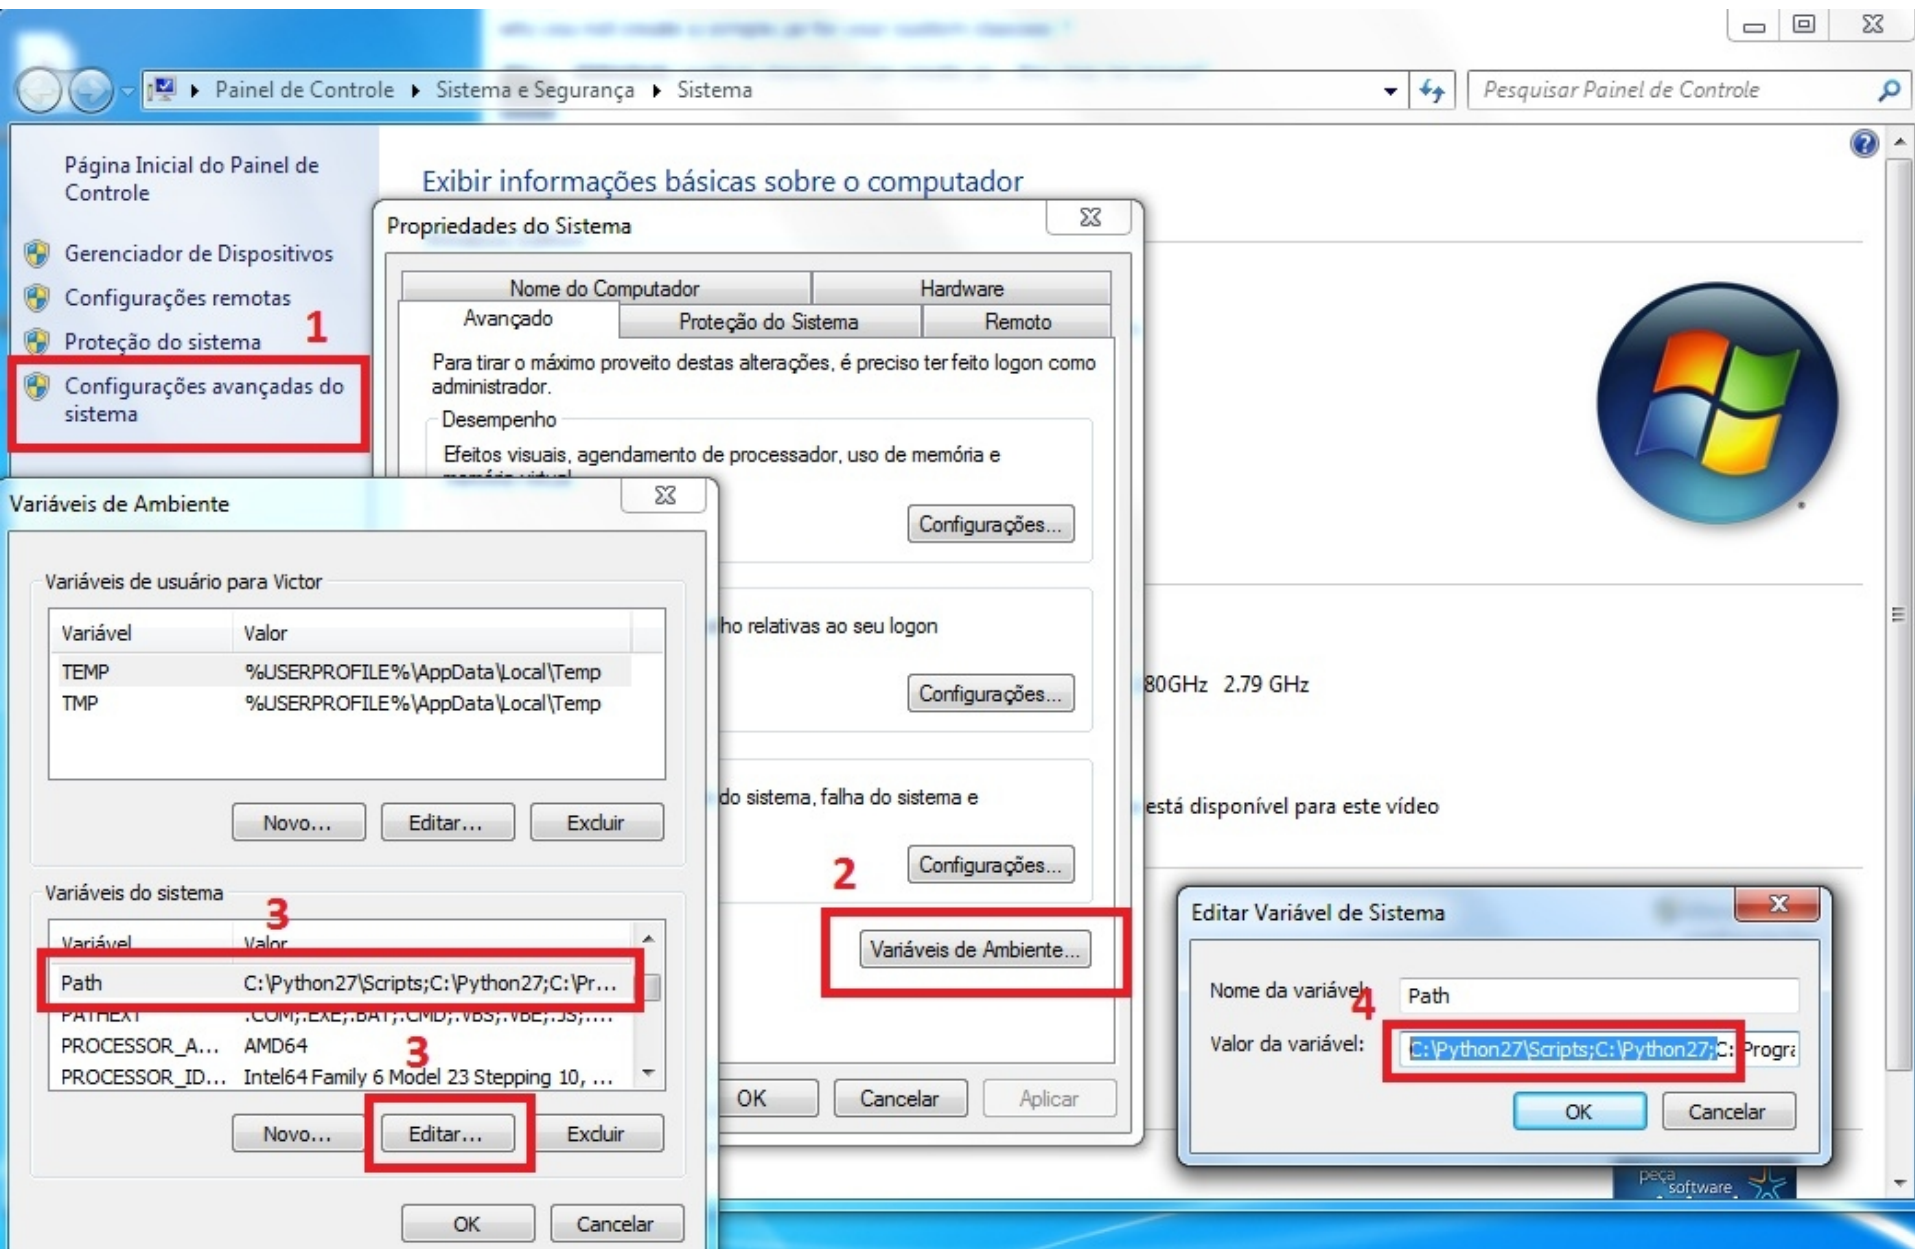 Painel de Controle ▸ Sistema e Segurança ▸ Sistema
Pesquisar Painel de Controle
Página Inicial do Painel de
Controle
Gerenciador de Dispositivos
Configurações remotas
Proteção do sistema
1
Configurações avançadas do
sistema
Exibir informações básicas sobre o computador
Propriedades do Sistema
Nome do Computador
Hardware
Avançado
Proteção do Sistema
Remoto
Para tirar o máximo proveito destas alterações, é preciso ter feito logon como
administrador.
Desempenho
Efeitos visuais, agendamento de processador, uso de memória e
memória virtual
Configurações...
ho relativas ao seu logon
Configurações...
do sistema, falha do sistema e
Configurações...
2
Variáveis de Ambiente...
OK
Cancelar
Aplicar
80GHz 2.79 GHz
está disponível para este vídeo
Variáveis de Ambiente
Variáveis de usuário para Victor
Variável Valor
TEMP %USERPROFILE%\AppData\Local\Temp
TMP %USERPROFILE%\AppData\Local\Temp
Novo... Editar... Excluir
Variáveis do sistema
3
Variável Valor
Path C:\Python27\Scripts;C:\Python27;C:\Pr...
PATHEXT .COM;.EXE;.BAT;.CMD;.VBS;.VBE;.JS;....
PROCESSOR_A... AMD64
3
PROCESSOR_ID... Intel64 Family 6 Model 23 Stepping 10, ...
Novo... Editar... Excluir
OK Cancelar
Editar Variável de Sistema
Nome da variável: Path
4
Valor da variável: C:\Python27\Scripts;C:\Python27;C:\Progra
OK Cancelar
peça
software